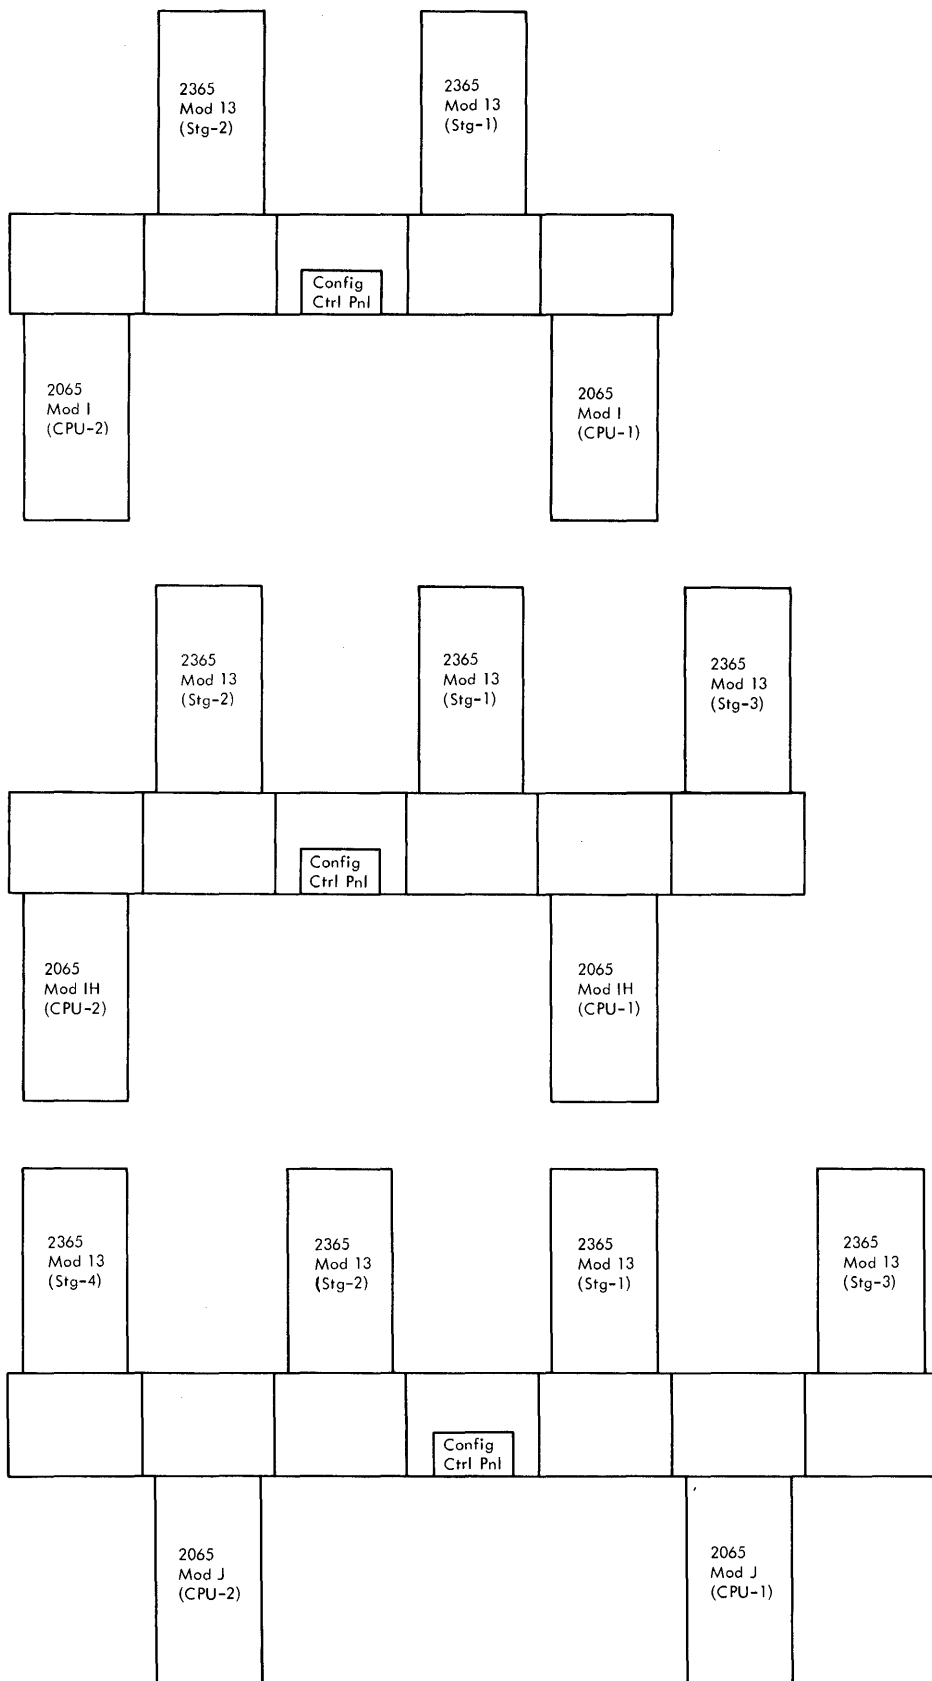 2365
Mod 13
(Stg-2)
2365
Mod 13
(Stg-1)
Config
Ctrl Pnl
2065
Mod I
(CPU-2)
2065
Mod I
(CPU-1)
2365
Mod 13
(Stg-2)
2365
Mod 13
(Stg-1)
2365
Mod 13
(Stg-3)
Config
Ctrl Pnl
2065
Mod IH
(CPU-2)
2065
Mod IH
(CPU-1)
2365
Mod 13
(Stg-4)
2365
Mod 13
(Stg-2)
2365
Mod 13
(Stg-1)
2365
Mod 13
(Stg-3)
Config
Ctrl Pnl
2065
Mod J
(CPU-2)
2065
Mod J
(CPU-1)